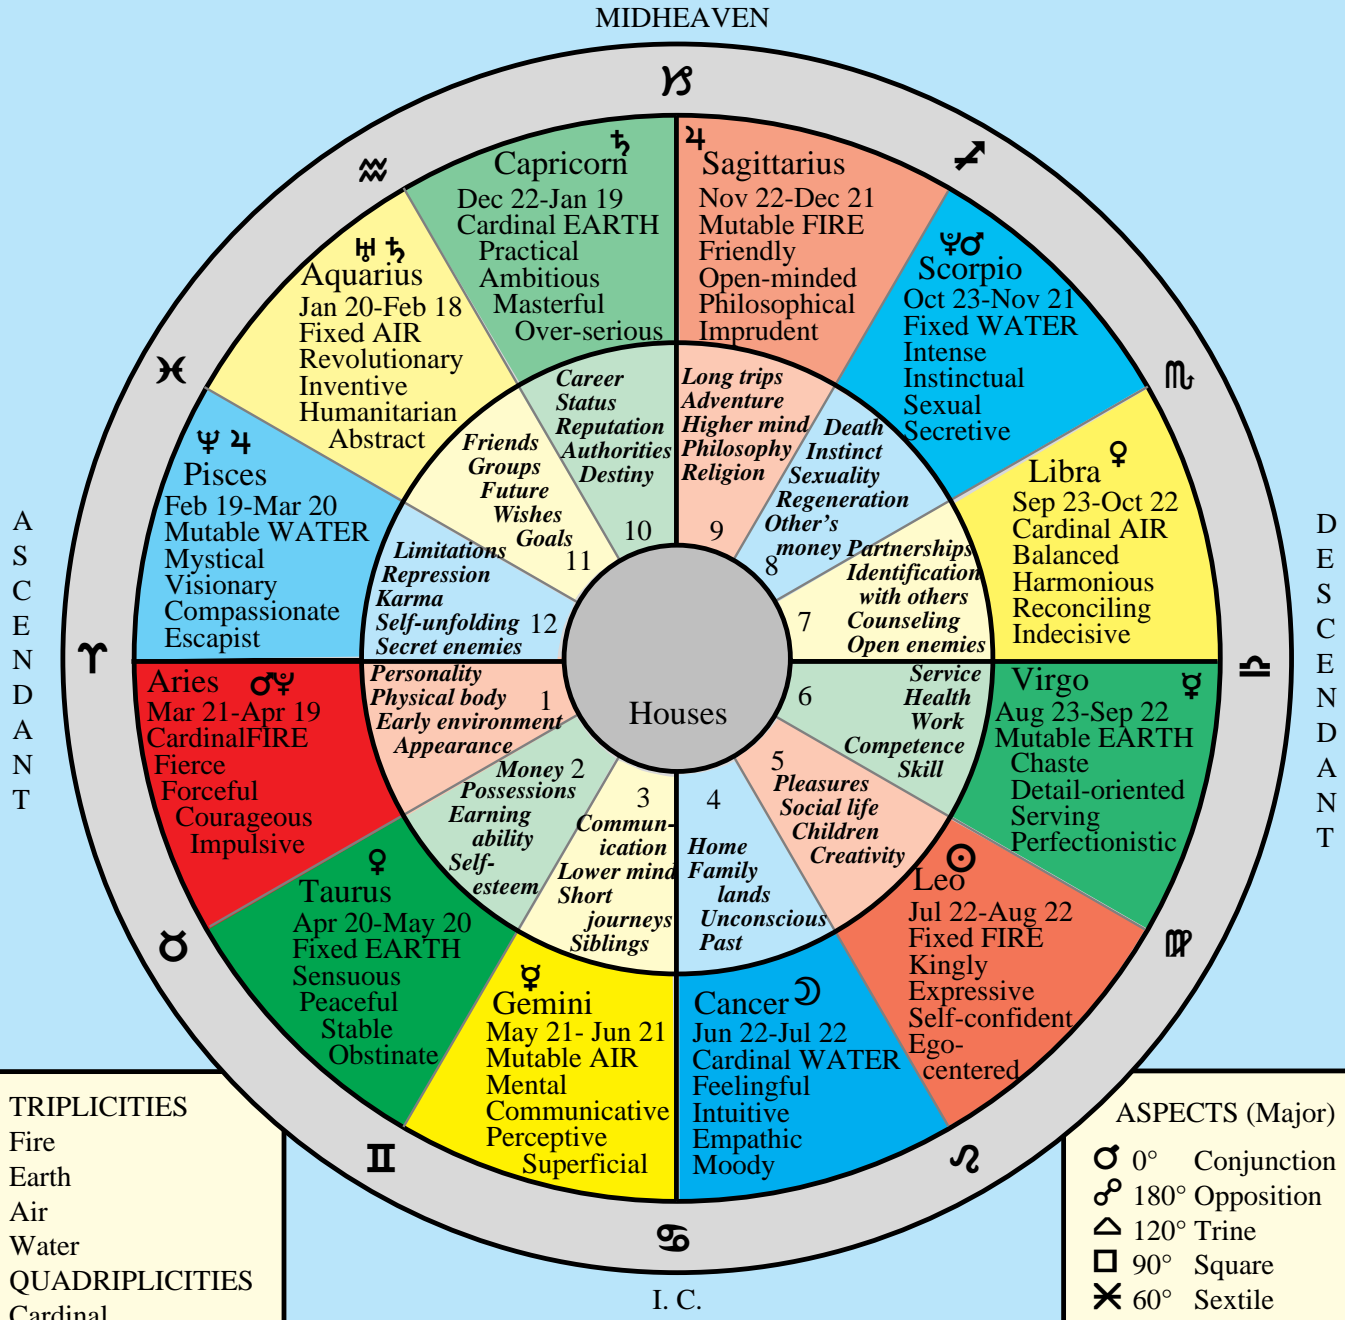 MIDHEAVEN
♑
♐
♒
♏
♓
♎
♈
♍
♉
♌
♊
♋
ASCENDANT
DESCENDANT
♄
Capricorn
Dec 22-Jan 19
Cardinal EARTH
Practical
Ambitious
Masterful
Over-serious
♃
Sagittarius
Nov 22-Dec 21
Mutable FIRE
Friendly
Open-minded
Philosophical
Imprudent
♅ ♄
Aquarius
Jan 20-Feb 18
Fixed AIR
Revolutionary
Inventive
Humanitarian
Abstract
♆♂
Scorpio
Oct 23-Nov 21
Fixed WATER
Intense
Instinctual
Sexual
Secretive
♆ ♃
Pisces
Feb 19-Mar 20
Mutable WATER
Mystical
Visionary
Compassionate
Escapist
Libra ♀
Sep 23-Oct 22
Cardinal AIR
Balanced
Harmonious
Reconciling
Indecisive
Aries ♂♆
Mar 21-Apr 19
CardinalFIRE
Fierce
Forceful
Courageous
Impulsive
Virgo ☿
Aug 23-Sep 22
Mutable EARTH
Chaste
Detail-oriented
Serving
Perfectionistic
♀
Taurus
Apr 20-May 20
Fixed EARTH
Sensuous
Peaceful
Stable
Obstinate
☉
Leo
Jul 22-Aug 22
Fixed FIRE
Kingly
Expressive
Self-confident
Ego-
centered
☿
Gemini
May 21- Jun 21
Mutable AIR
Mental
Communicative
Perceptive
Superficial
Cancer ☽
Jun 22-Jul 22
Cardinal WATER
Feelingful
Intuitive
Empathic
Moody
Career
Status
Reputation
Authorities
Destiny
10
Long trips
Adventure
Higher mind
Philosophy
Religion
9
Friends
Groups
Future
Wishes
Goals
11
Death
Instinct
Sexuality
Regeneration
Other's
money
8
Limitations
Repression
Karma
Self-unfolding
Secret enemies
12
Partnerships
Identification
with others
Counseling
Open enemies
7
Personality
Physical body
Early environment
Appearance
1
Service
Health
Work
Competence
Skill
6
Money 2
Possessions
Earning
ability
Self-
esteem
5
Pleasures
Social life
Children
Creativity
3
Commun-
ication
Lower mind
Short
journeys
Siblings
4
Home
Family
lands
Unconscious
Past
Houses
I. C.
TRIPLICITIES
Fire
Earth
Air
Water
QUADRIPLICITIES
Cardinal
ASPECTS (Major)
☌ 0° Conjunction
☍ 180° Opposition
△ 120° Trine
□ 90° Square
⚹ 60° Sextile